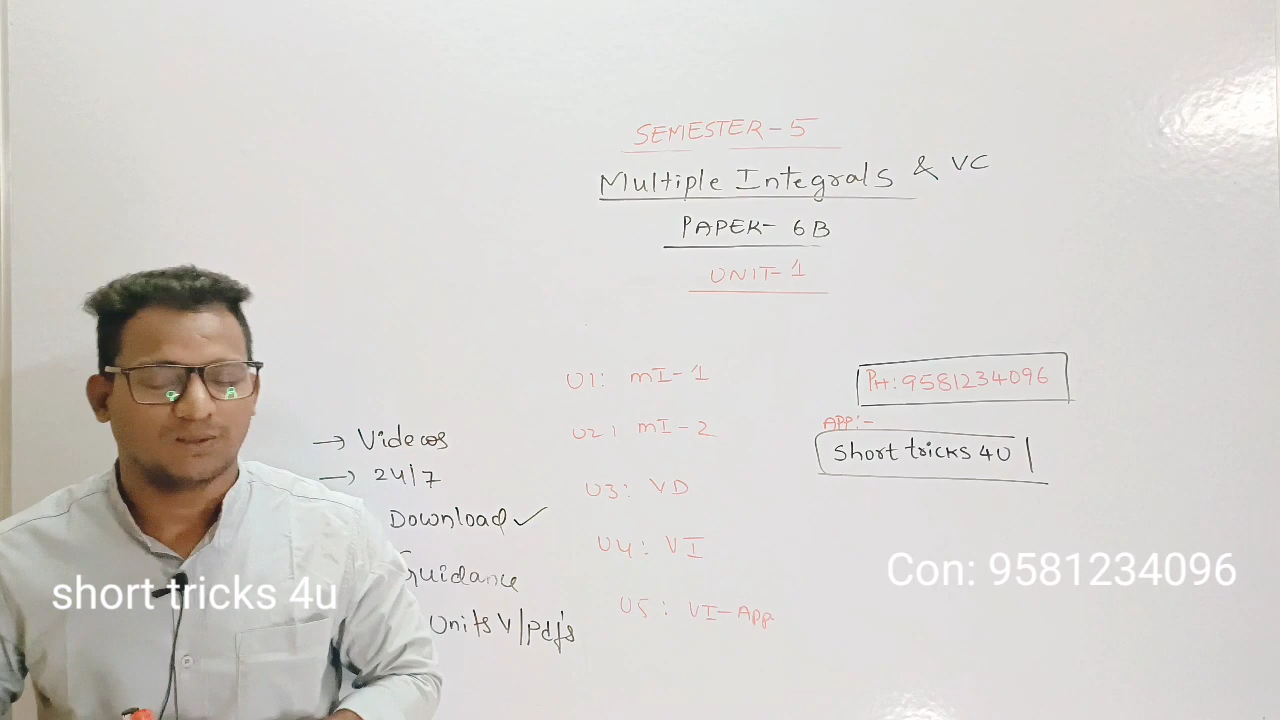 SEMESTER-5
Multiple Integrals & VC
PAPER- 6B
UNIT-1
U1: mI-1
U2: mI-2
U3: VD
U4: VI
U5: VI-App
PH: 9581234096
APP:-
Short tricks 4U
→ Videos
→ 24/7
Download ✓
Guidance
Units V/pdf's
short tricks 4u
Con: 9581234096